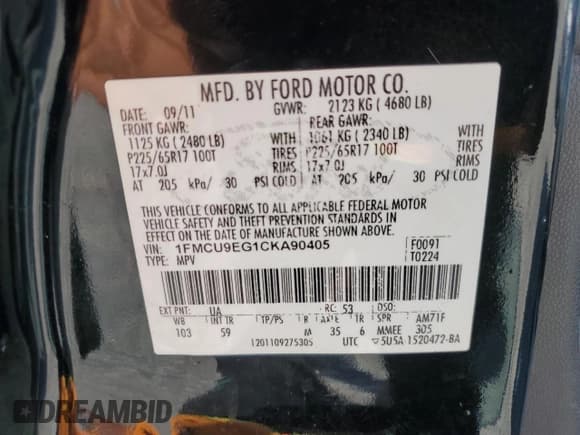 MFD. BY FORD MOTOR CO.
DATE: 09/11 GVWR: 2123 KG ( 4680 LB)
FRONT GAWR: REAR GAWR:
1125 KG ( 2480 LB) WITH 1061 KG ( 2340 LB) WITH
P225/65R17 100T TIRES P225/65R17 100T TIRES
17x7.0J RIMS 17x7.0J RIMS
AT 205 kPa/ 30 PSI COLD AT 205 kPa/ 30 PSI COLD
THIS VEHICLE CONFORMS TO ALL APPLICABLE FEDERAL MOTOR
VEHICLE SAFETY AND THEFT PREVENTION STANDARDS IN
EFFECT ON THE DATE OF MANUFACTURE SHOWN ABOVE.
VIN: 1FMCU9EG1CKA90405 F0091
TYPE: MPV T0224
EXT PNT: UA RC: 53 DSO:
WB INT TR TP/PS R AXLE TR SPR AM71F
103 59 M 35 6 MMEE 305
1201109275305 UTC 5U5A 1520472-BA
DREAMBID